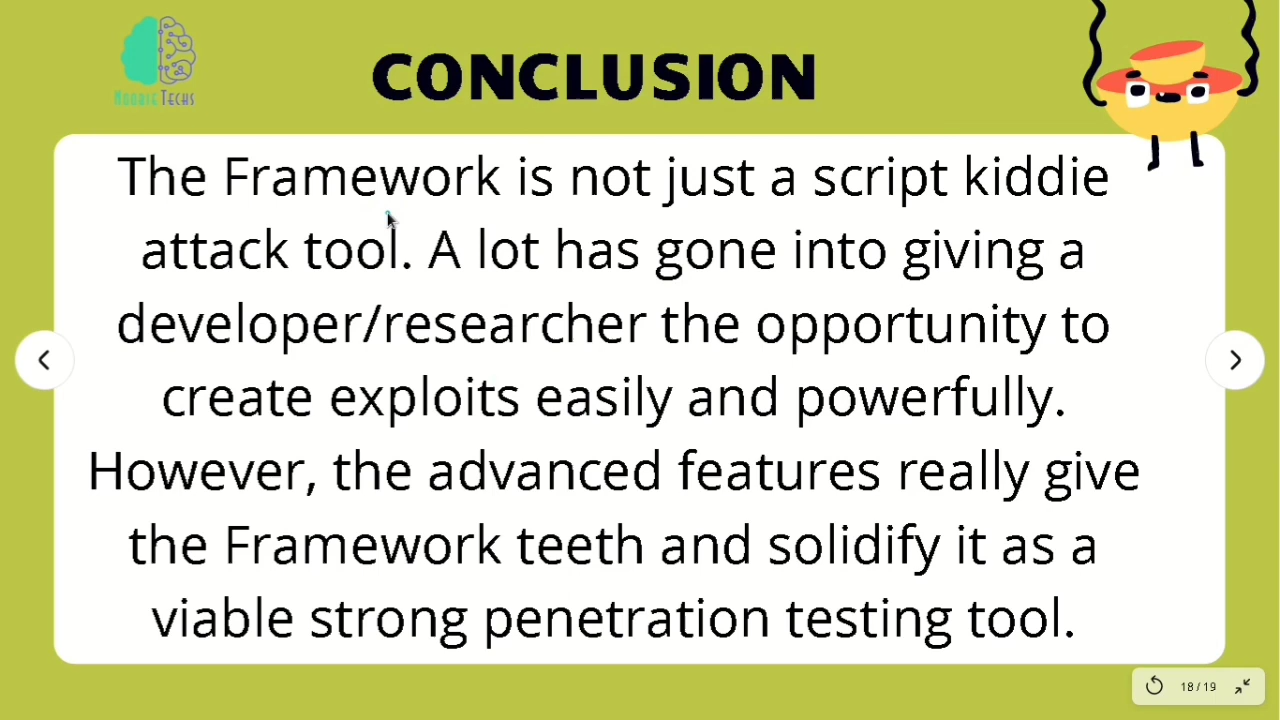 NOOBIE TECHS
CONCLUSION
The Framework is not just a script kiddie
attack tool. A lot has gone into giving a
developer/researcher the opportunity to
create exploits easily and powerfully.
However, the advanced features really give
the Framework teeth and solidify it as a
viable strong penetration testing tool.
18/19